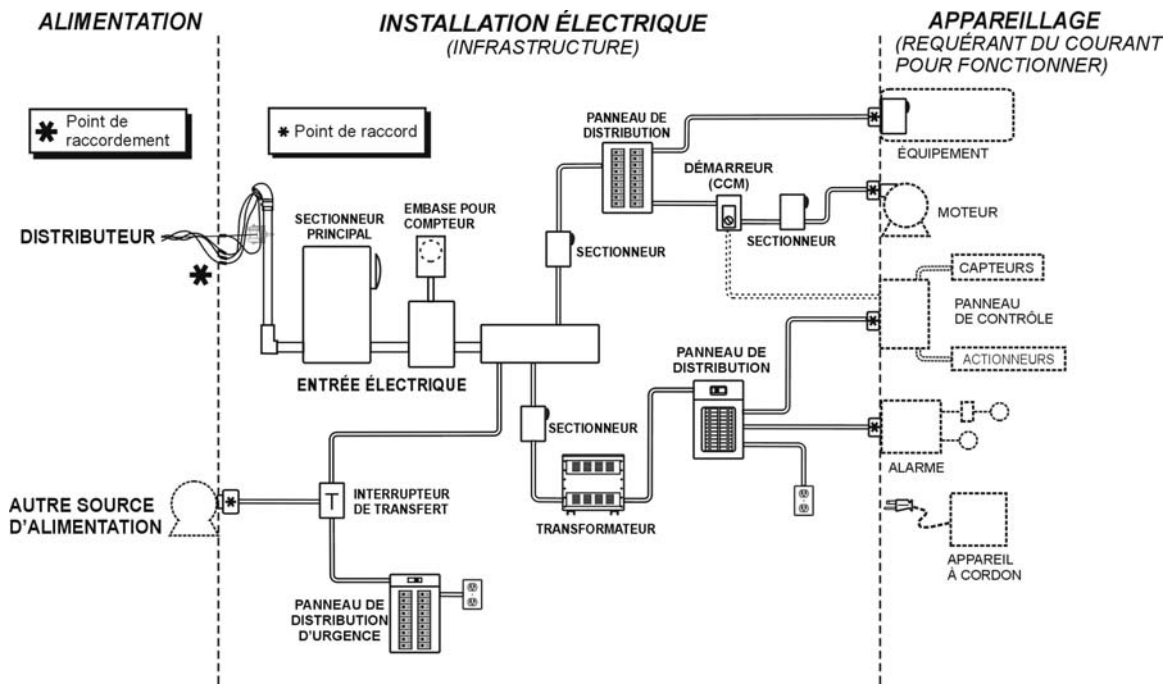 ALIMENTATION
INSTALLATION ÉLECTRIQUE
(INFRASTRUCTURE)
APPAREILLAGE
(REQUÉRANT DU COURANT
POUR FONCTIONNER)
* Point de
raccordement
* Point de raccord
PANNEAU DE
DISTRIBUTION
ÉQUIPEMENT
DÉMARREUR
(CCM)
SECTIONNEUR
MOTEUR
DISTRIBUTEUR
*
SECTIONNEUR
PRINCIPAL
EMBASE POUR
COMPTEUR
SECTIONNEUR
CAPTEURS
PANNEAU
DE CONTRÔLE
ACTIONNEURS
ENTRÉE ÉLECTRIQUE
PANNEAU DE
DISTRIBUTION
SECTIONNEUR
ALARME
AUTRE SOURCE
D'ALIMENTATION
T
INTERRUPTEUR
DE TRANSFERT
TRANSFORMATEUR
APPAREIL
À CORDON
PANNEAU DE
DISTRIBUTION
D'URGENCE